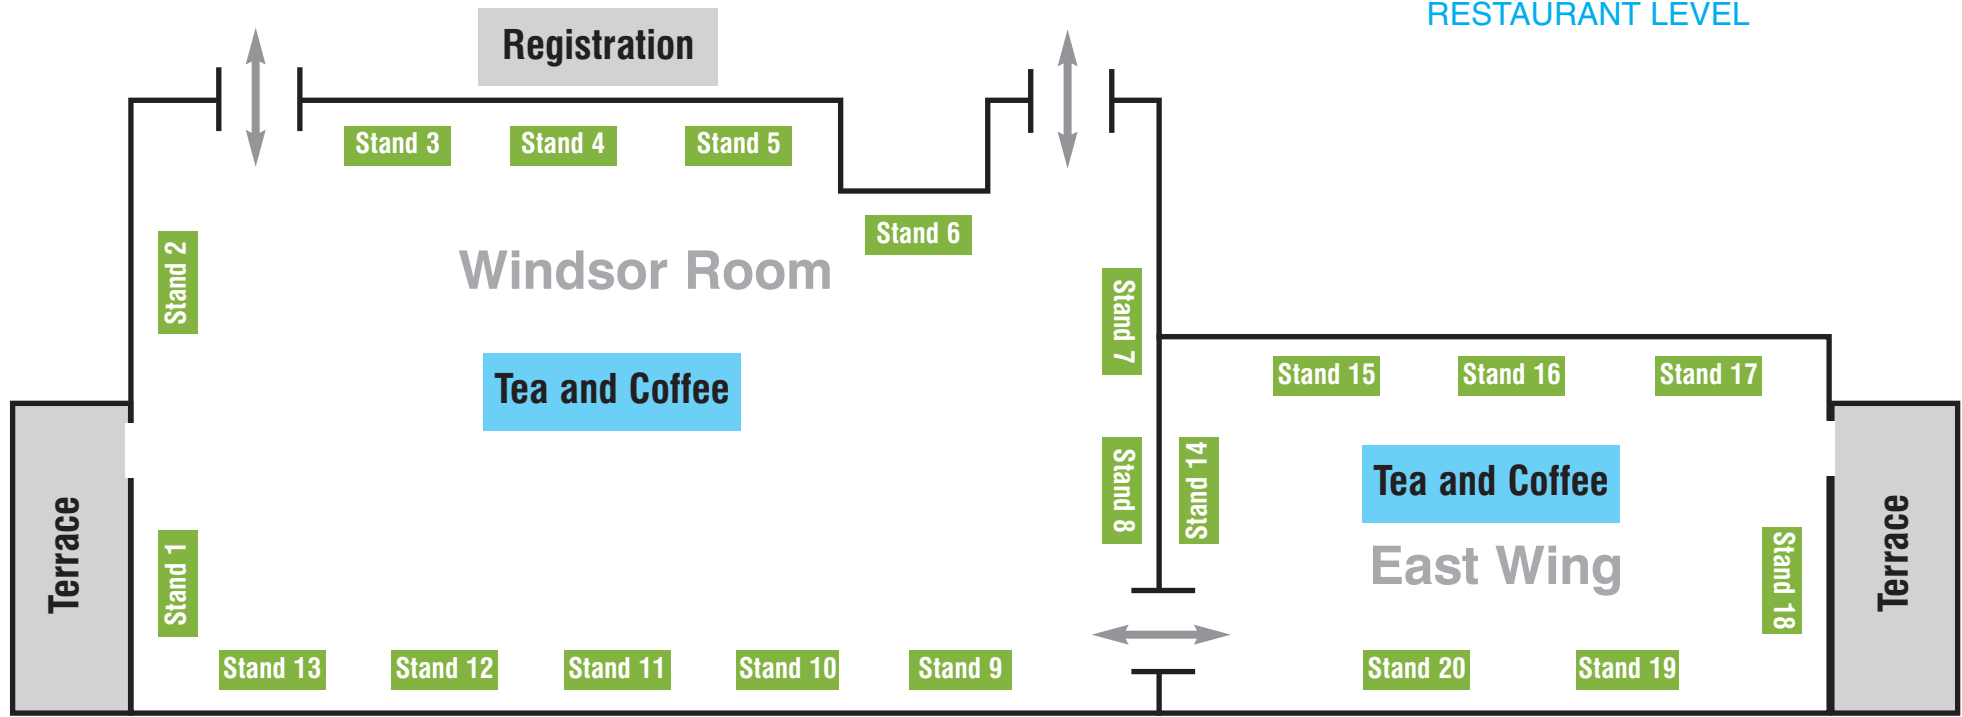 RESTAURANT LEVEL
Registration
Stand 3
Stand 4
Stand 5
Stand 6
Stand 2
Windsor Room
Stand 7
Tea and Coffee
Stand 15
Stand 16
Stand 17
Stand 8
Stand 14
Tea and Coffee
East Wing
Terrace
Stand 1
Stand 18
Terrace
Stand 13
Stand 12
Stand 11
Stand 10
Stand 9
Stand 20
Stand 19